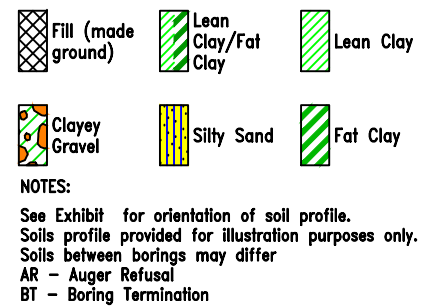 Fill (made
ground)
Lean
Clay/Fat
Clay
Lean Clay
Clayey
Gravel
Silty Sand
Fat Clay
NOTES:
See Exhibit for orientation of soil profile.
Soils profile provided for illustration purposes only.
Soils between borings may differ
AR – Auger Refusal
BT – Boring Termination